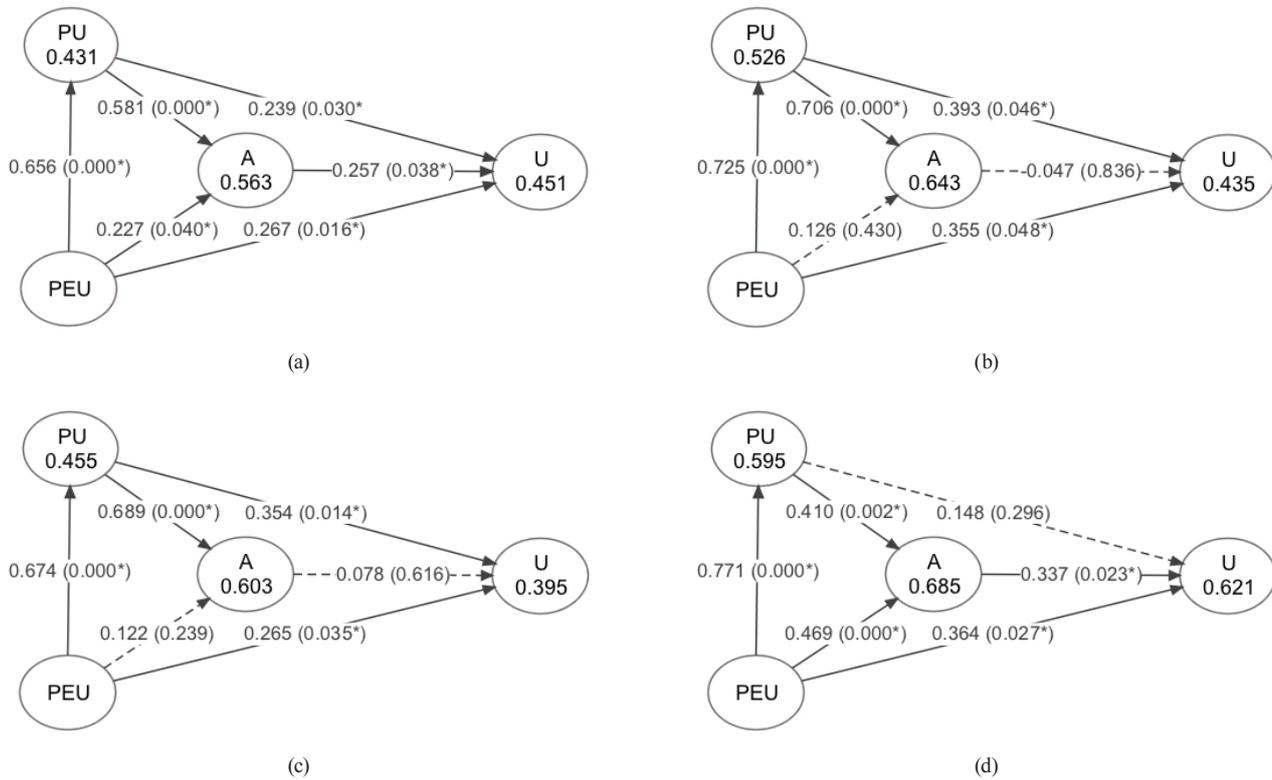 PU
0.431
0.581 (0.000*)
0.239 (0.030*
A
0.563
0.656 (0.000*)
0.257 (0.038*)
U
0.451
0.227 (0.040*)
0.267 (0.016*)
PEU
(a)
PU
0.526
0.706 (0.000*)
0.393 (0.046*)
A
0.643
0.725 (0.000*)
-0.047 (0.836)
U
0.435
0.126 (0.430)
0.355 (0.048*)
PEU
(b)
PU
0.455
0.689 (0.000*)
0.354 (0.014*)
A
0.603
0.674 (0.000*)
0.078 (0.616)
U
0.395
0.122 (0.239)
0.265 (0.035*)
PEU
(c)
PU
0.595
0.410 (0.002*)
0.148 (0.296)
A
0.685
0.771 (0.000*)
0.337 (0.023*)
U
0.621
0.469 (0.000*)
0.364 (0.027*)
PEU
(d)